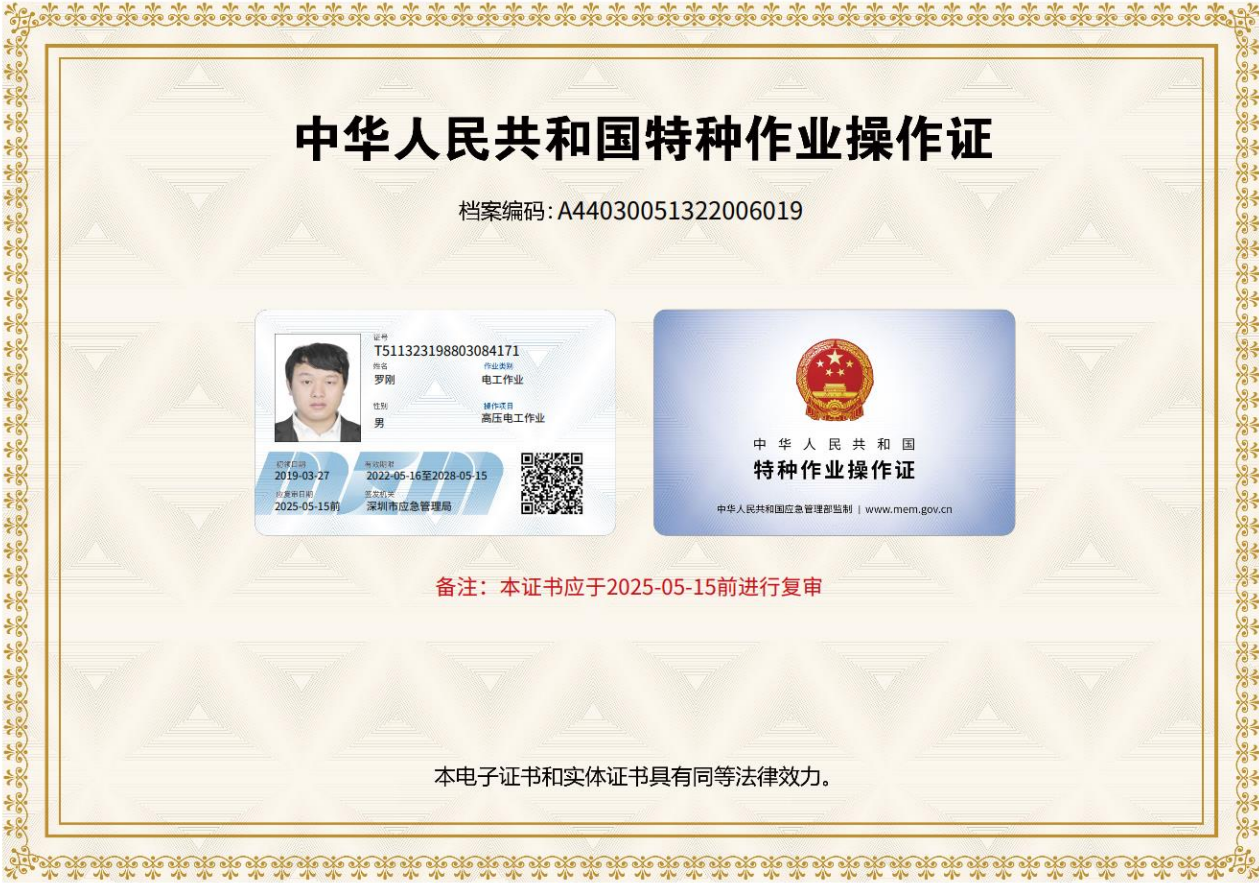 中华人民共和国特种作业操作证
档案编码：A44030051322006019
证号
T511323198803084171
姓名 作业类别
罗刚 电工作业
性别 操作项目
男 高压电工作业
初领日期 有效期限
2019-03-27 2022-05-16至2028-05-15
应复审日期 签发机关
2025-05-15前 深圳市应急管理局
中华人民共和国
特种作业操作证
中华人民共和国应急管理部监制 | www.mem.gov.cn
备注：本证书应于2025-05-15前进行复审
本电子证书和实体证书具有同等法律效力。